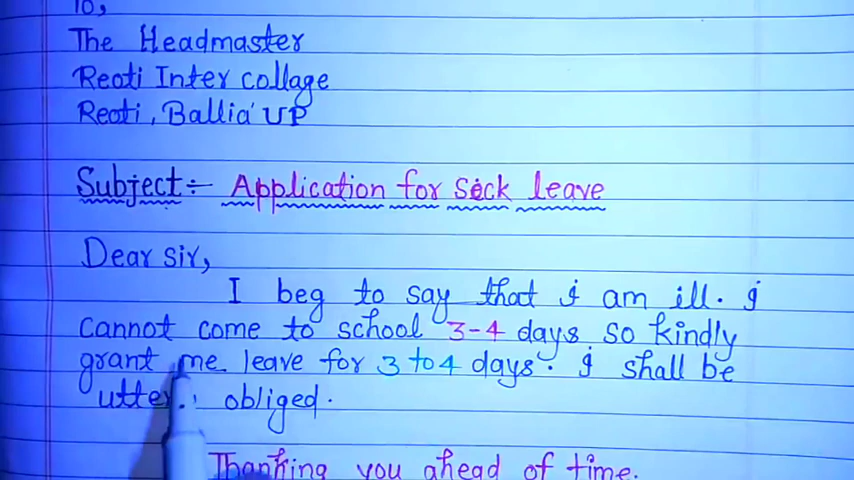 To,
The Headmaster
Reoti Inter collage
Reoti, Ballia UP
Subject:- Application for Sick leave
Dear sir,
I beg to say that I am ill. I
cannot come to school 3-4 days. so kindly
grant me leave for 3 to 4 days. I shall be
obliged.
Thanking you ahead of time.